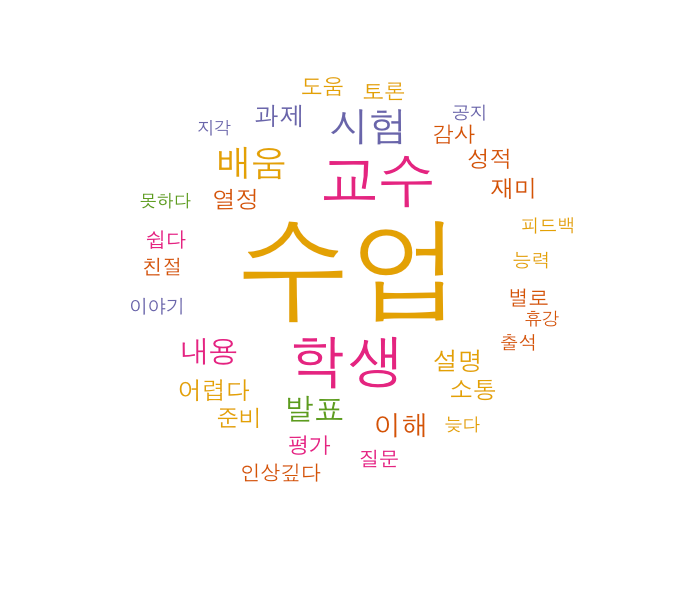 도움 토론
지각 과제 시험 공지
배움 감사
교수 성적
못하다 열정 재미
쉽다 피드백
친절 수업 능력
이야기 별로
휴강
내용 학생 출석
어렵다 설명
준비 발표 소통
평가 이해 늦다
인상깊다 질문